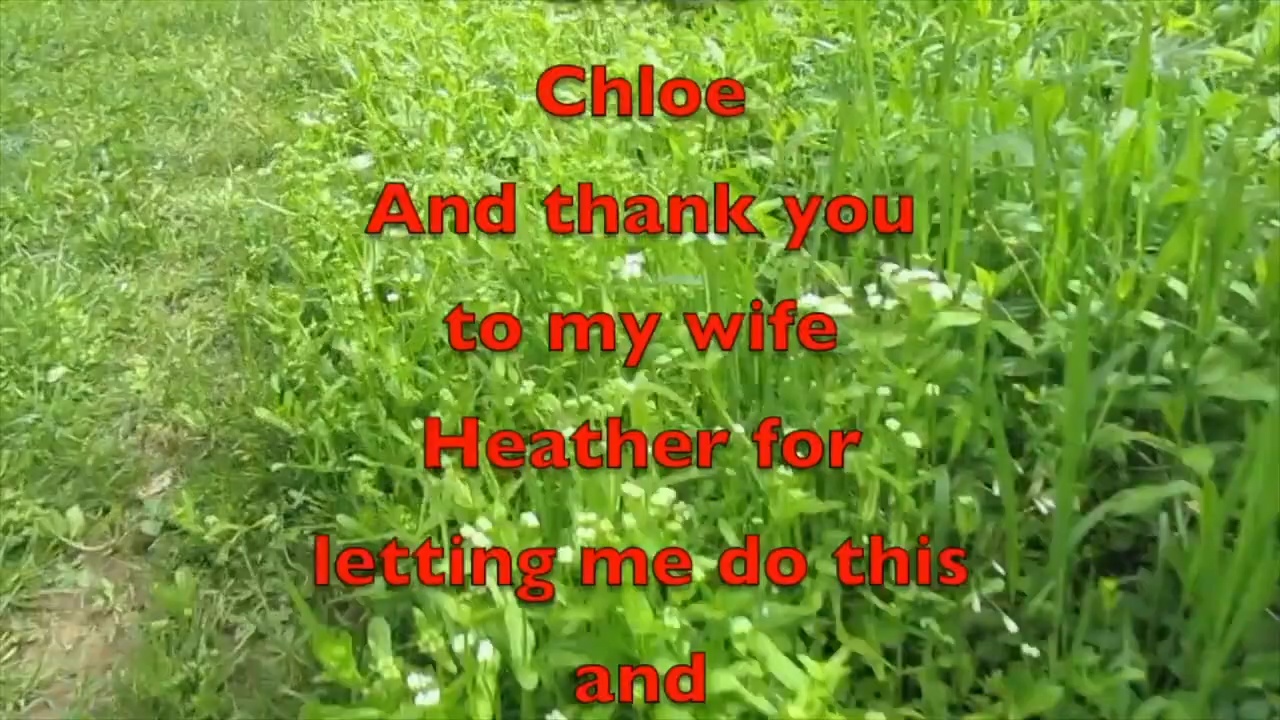 Chloe
And thank you
to my wife
Heather for
letting me do this
and